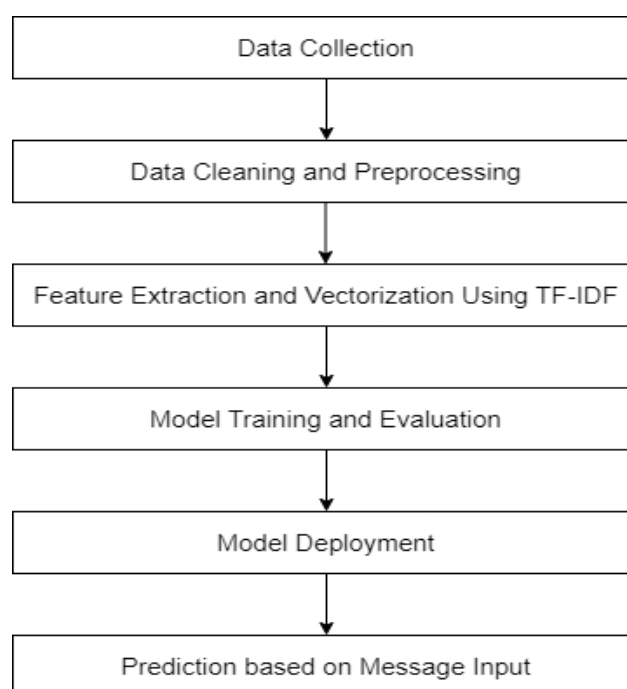 Data Collection
Data Cleaning and Preprocessing
Feature Extraction and Vectorization Using TF-IDF
Model Training and Evaluation
Model Deployment
Prediction based on Message Input